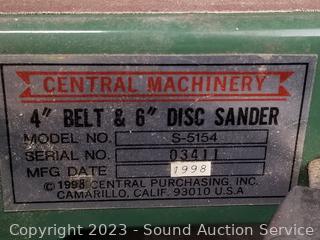 CENTRAL MACHINERY
4" BELT & 6" DISC SANDER
MODEL NO. S-5154
SERIAL NO. 03411
MFG DATE 1998
© 1998 CENTRAL PURCHASING, INC.
CAMARILLO, CALIF. 93010 U.S.A.
Copyright 2023 - Sound Auction Service